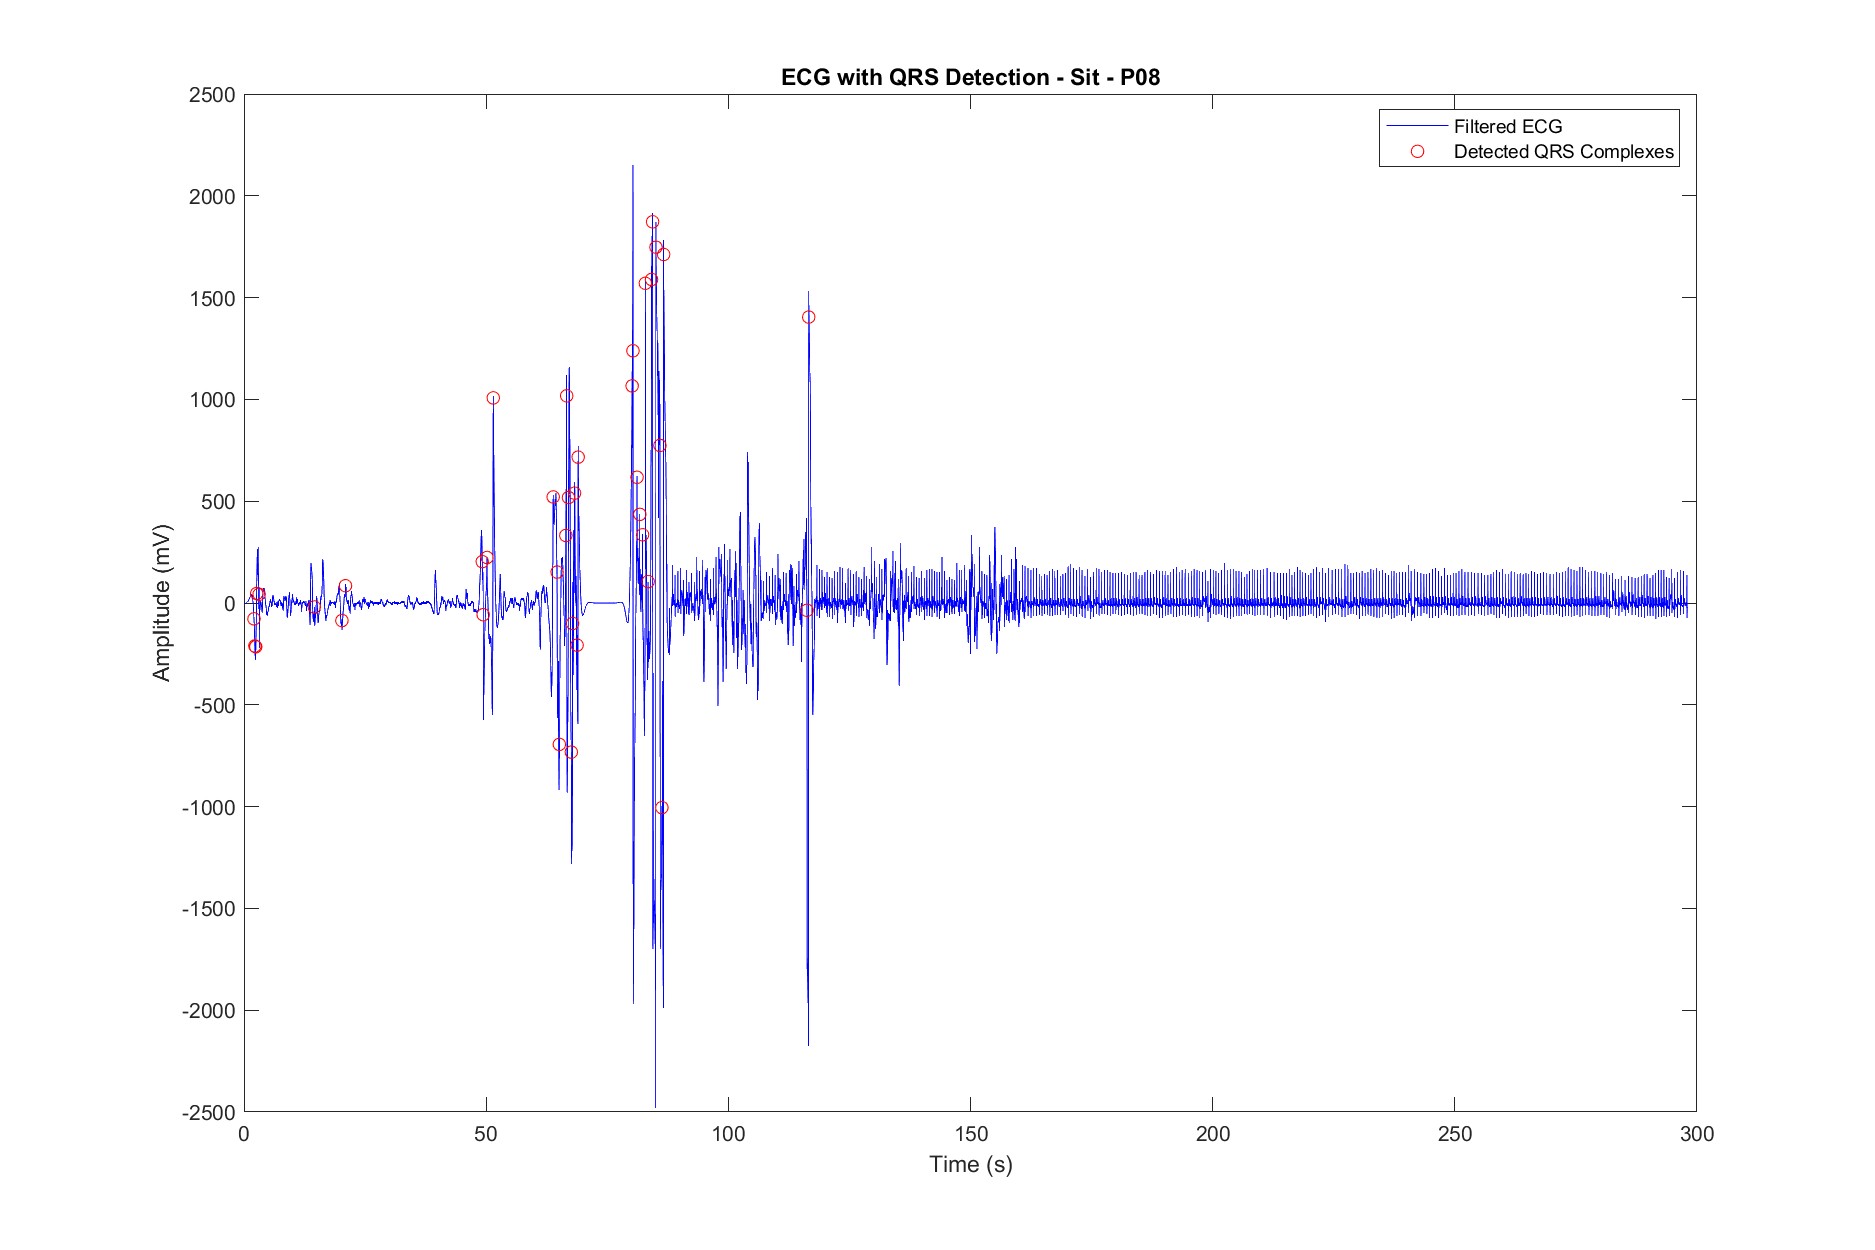 ECG with QRS Detection - Sit - P08
Filtered ECG
Detected QRS Complexes
2500
2000
1500
1000
500
0
-500
-1000
-1500
-2000
-2500
Amplitude (mV)
0 50 100 150 200 250 300
Time (s)